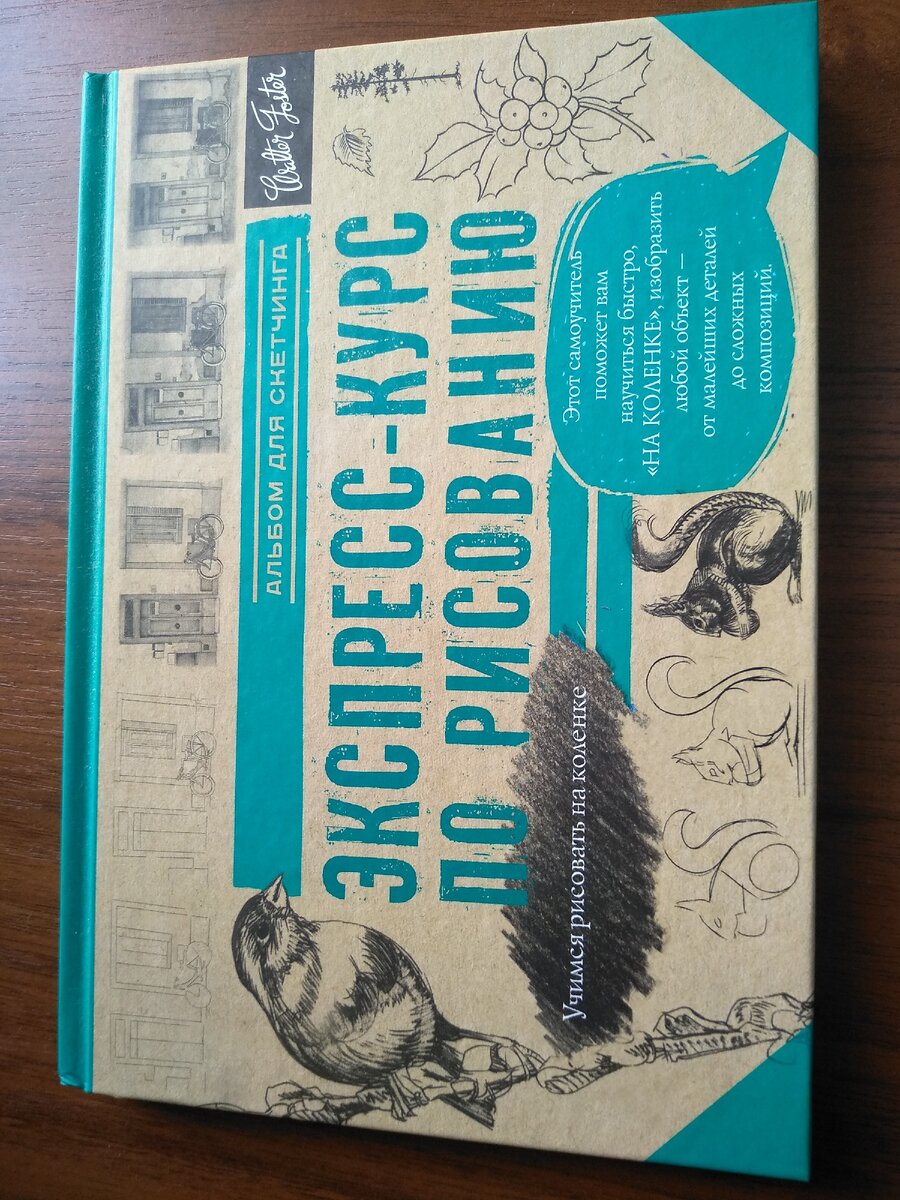 Walter Foster
АЛЬБОМ ДЛЯ СКЕТЧИНГА
ЭКСПРЕСС-КУРС
ПО РИСОВАНИЮ
Этот самоучитель
поможет вам
научиться быстро,
«НА КОЛЕНКЕ», изобразить
любой объект —
от малейших деталей
до сложных
композиций.
Учимся рисовать на коленке